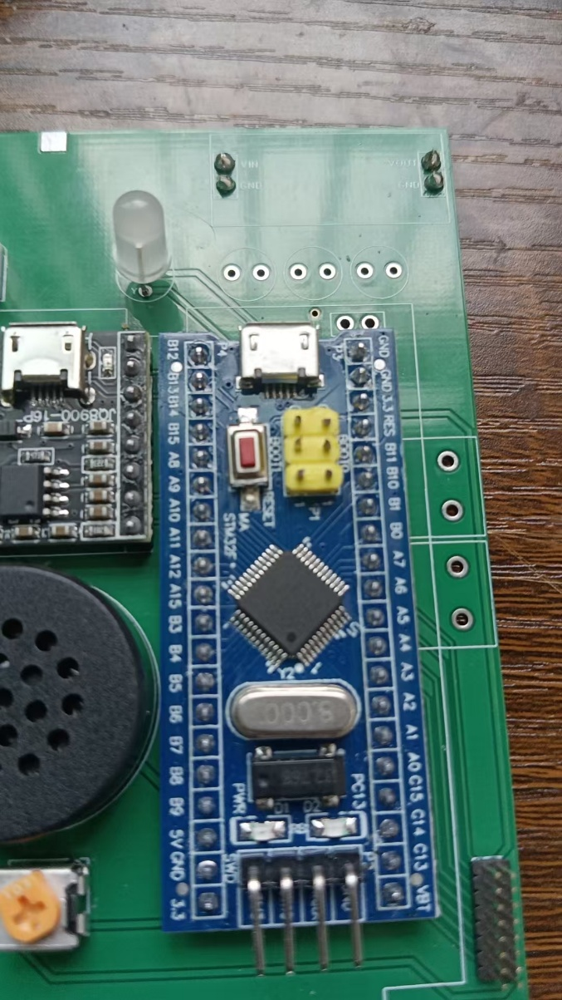 VIN
GND
GND
Y
P4
B12
B13
B14
B15
A8
A9
A10
A11
A12
A15
B3
B4
B5
B6
B7
B8
B9
5V
GND
3.3
GND
GND
3.3
RES
B11
B10
B1
B0
A7
A6
A5
A4
A3
A2
A1
A0
C15
C14
C13
VBT
JQ8900-16P
BOOT1
BOOT0
P1
RESET
STM32F
Y2
8.000
PWR
PC13
D1
D2
SWD